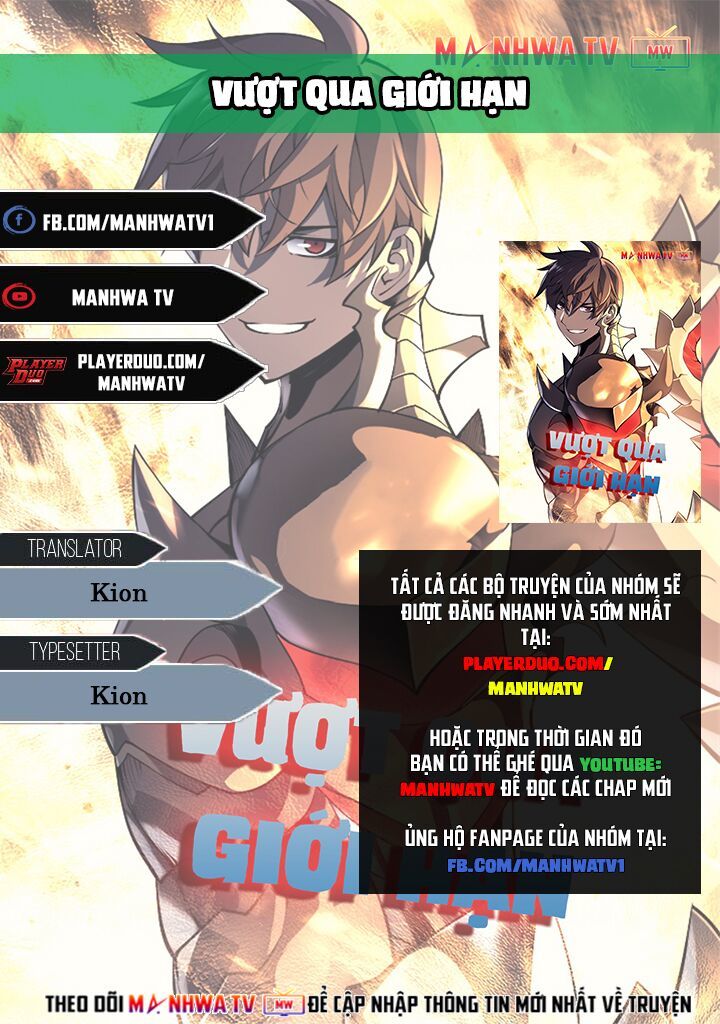 MANHWA TV MW
VƯỢT QUA GIỚI HẠN
FB.COM/MANHWATV1
MANHWA TV
PLAYER DUO .COM
PLAYERDUO.COM/
MANHWATV
MANHWA TV MW
VƯỢT QUA
GIỚI HẠN
TRANSLATOR
Kion
TYPESETTER
Kion
TẤT CẢ CÁC BỘ TRUYỆN CỦA NHÓM SẼ
ĐƯỢC ĐĂNG NHANH VÀ SỚM NHẤT
TẠI:
PLAYERDUO.COM/
MANHWATV
HOẶC TRONG THỜI GIAN ĐÓ
BẠN CÓ THỂ GHÉ QUA YOUTUBE:
MANHWATV ĐỂ ĐỌC CÁC CHAP MỚI
ỦNG HỘ FANPAGE CỦA NHÓM TẠI:
FB.COM/MANHWATV1
VƯỢT QUA
GIỚI HẠN
THEO DÕI MANHWA TV MW ĐỂ CẬP NHẬP THÔNG TIN MỚI NHẤT VỀ TRUYỆN